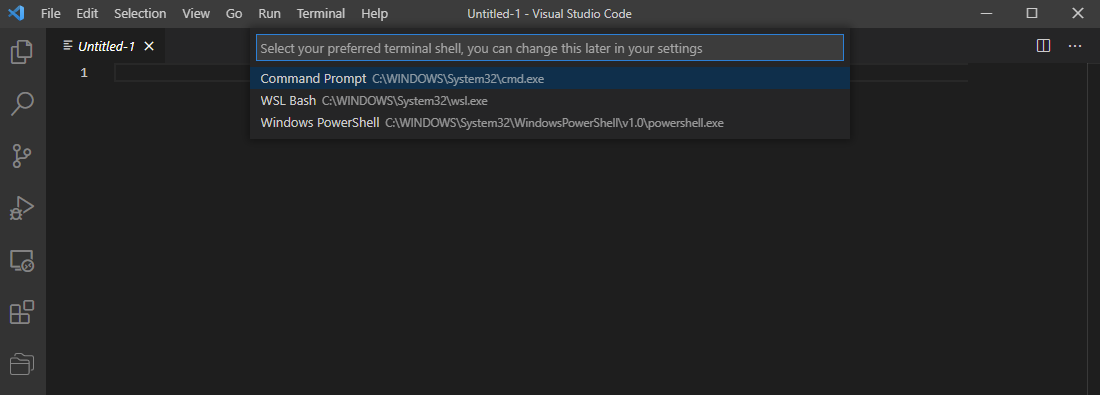 File Edit Selection View Go Run Terminal Help Untitled-1 - Visual Studio Code
Untitled-1
Select your preferred terminal shell, you can change this later in your settings
1
Command Prompt C:\WINDOWS\System32\cmd.exe
WSL Bash C:\WINDOWS\System32\wsl.exe
Windows PowerShell C:\WINDOWS\System32\WindowsPowerShell\v1.0\powershell.exe